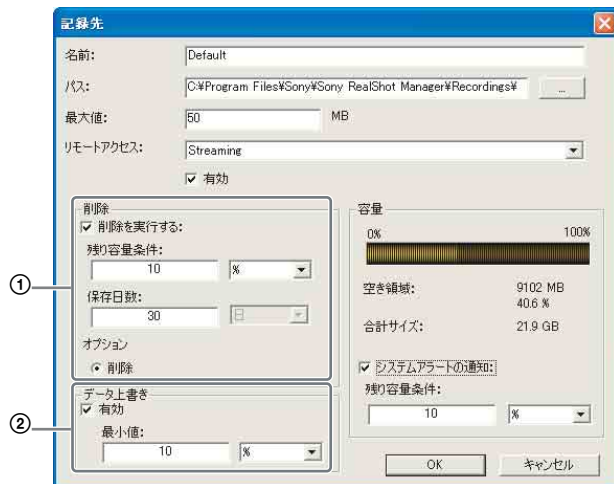 記録先
名前: Default
パス: C:¥Program Files¥Sony¥Sony RealShot Manager¥Recordings¥ ...
最大値: 50 MB
リモートアクセス: Streaming
有効
削除
削除を実行する:
残り容量条件:
10 %
保存日数:
30 日
オプション
削除
①
データ上書き
有効
最小値:
10 %
②
容量
0% 100%
空き領域: 9102 MB
40.6 %
合計サイズ: 21.9 GB
システムアラートの通知:
残り容量条件:
10 %
OK キャンセル